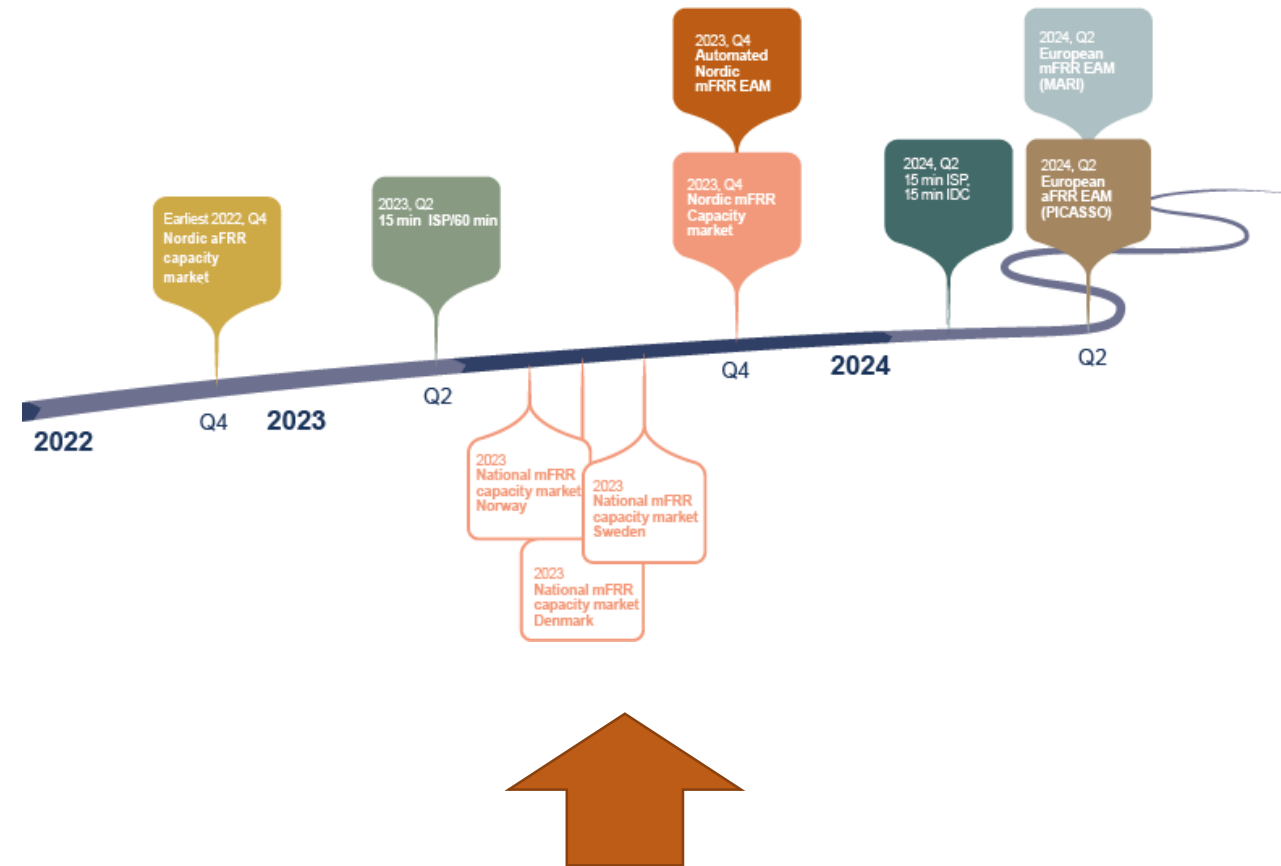 2023, Q4
Automated
Nordic
mFRR EAM
2024, Q2
European
mFRR EAM
(MARI)
Earliest 2022, Q4
Nordic aFRR
capacity
market
2023, Q2
15 min  ISP/60 min
2023, Q4
Nordic mFRR
Capacity
market
2024, Q2
15 min ISP,
15 min IDC
2024, Q2
European
aFRR EAM
(PICASSO)
2022
Q4
2023
Q2
Q4
2024
Q2
2023
National mFRR
capacity market
Norway
2023
National mFRR
capacity market
Sweden
2023
National mFRR
capacity market
Denmark